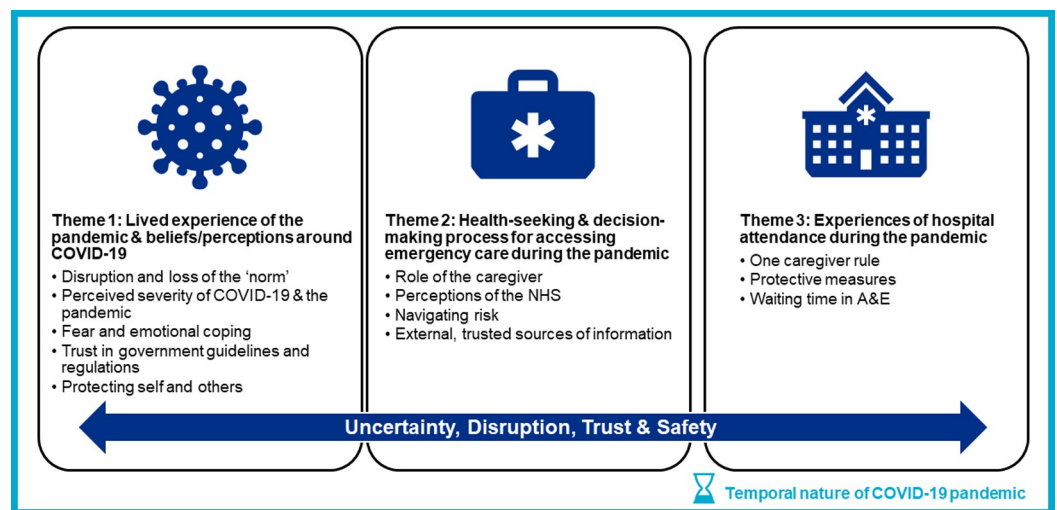 Theme 1: Lived experience of the
pandemic & beliefs/perceptions around
COVID-19
• Disruption and loss of the ‘norm’
• Perceived severity of COVID-19 & the
pandemic
• Fear and emotional coping
• Trust in government guidelines and
regulations
• Protecting self and others
Theme 2: Health-seeking & decision-
making process for accessing
emergency care during the pandemic
• Role of the caregiver
• Perceptions of the NHS
• Navigating risk
• External, trusted sources of information
Theme 3: Experiences of hospital
attendance during the pandemic
• One caregiver rule
• Protective measures
• Waiting time in A&E
Uncertainty, Disruption, Trust & Safety
Temporal nature of COVID-19 pandemic